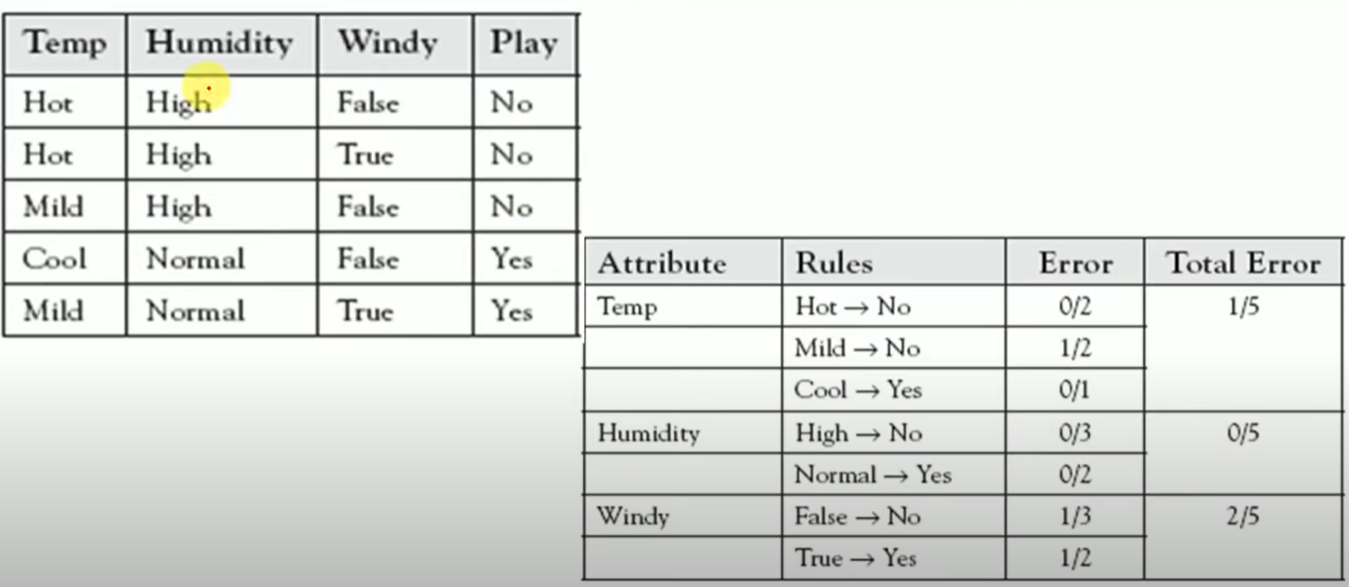 Temp Humidity Windy Play
Hot High False No
Hot High True No
Mild High False No
Cool Normal False Yes
Mild Normal True Yes
Attribute Rules Error Total Error
Temp Hot → No 0/2 1/5
Mild → No 1/2
Cool → Yes 0/1
Humidity High → No 0/3 0/5
Normal → Yes 0/2
Windy False → No 1/3 2/5
True → Yes 1/2